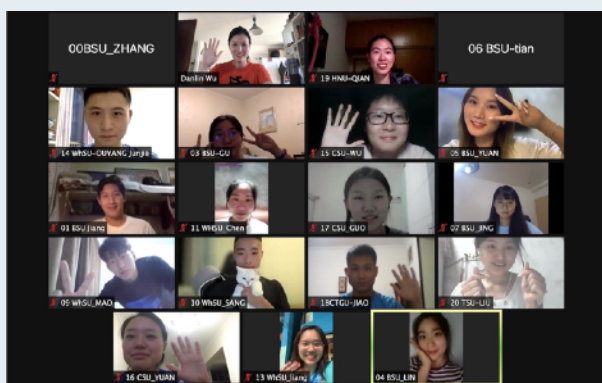 00BSU_ZHANG
Danlin Wu
19 HNU-QIAN
06 BSU-tian
14 WhSU-OUYANG Junjie
03 BSU-GU
15 CSU-WU
05 BSU_YUAN
01 BSU Jiang
11 WHSU_Chen
17 CSU_GUO
07 BSU_JING
09 WhSU_MAO
10 WhSU_SANG
18CTGU-JIAO
20 TSU-LIU
16 CSU_YUAN
13 WhSU_liang
04 BSU_LIN